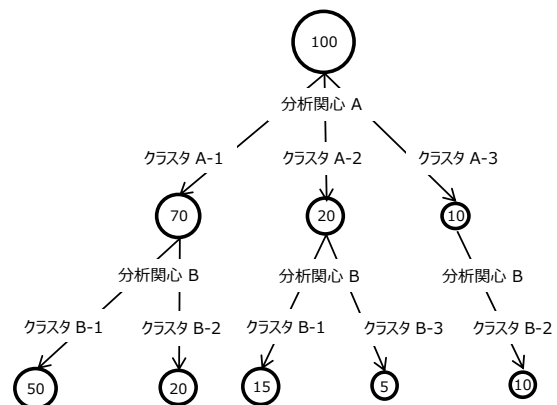 100
分析関心 A
クラスタ A-1 クラスタ A-2 クラスタ A-3
70 20 10
分析関心 B 分析関心 B 分析関心 B
クラスタ B-1 クラスタ B-2 クラスタ B-1 クラスタ B-3 クラスタ B-2
50 20 15 5 10